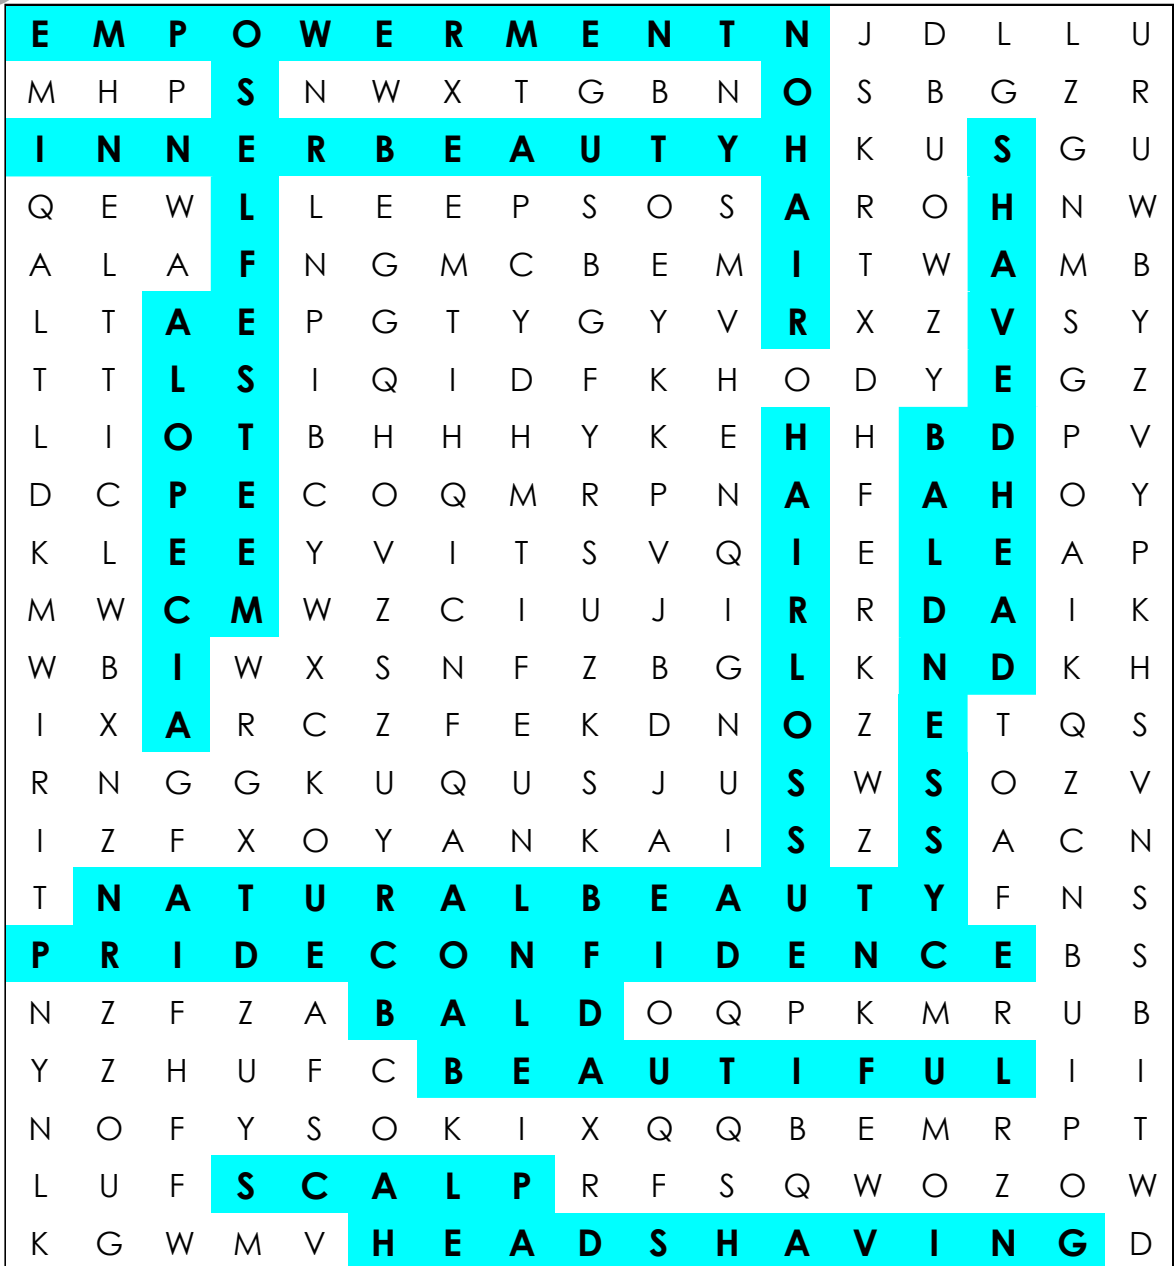 E M P O W E R M E N T N J D L L U
M H P S N W X T G B N O S B G Z R
I N N E R B E A U T Y H K U S G U
Q E W L L E E P S O S A R O H N W
A L A F N G M C B E M I T W A M B
L T A E P G T Y G Y V R X Z V S Y
T T L S I Q I D F K H O D Y E G Z
L I O T B H H H Y K E H H B D P V
D C P E C O Q M R P N A F A H O Y
K L E E Y V I T S V Q I E L E A P
M W C M W Z C I U J I R R D A I K
W B I W X S N F Z B G L K N D K H
I X A R C Z F E K D N O Z E T Q S
R N G G K U Q U S J U S W S O Z V
I Z F X O Y A N K A I S Z S A C N
T N A T U R A L B E A U T Y F N S
P R I D E C O N F I D E N C E B S
N Z F Z A B A L D O Q P K M R U B
Y Z H U F C B E A U T I F U L I I
N O F Y S O K I X Q Q B E M R P T
L U F S C A L P R F S Q W O Z O W
K G W M V H E A D S H A V I N G D